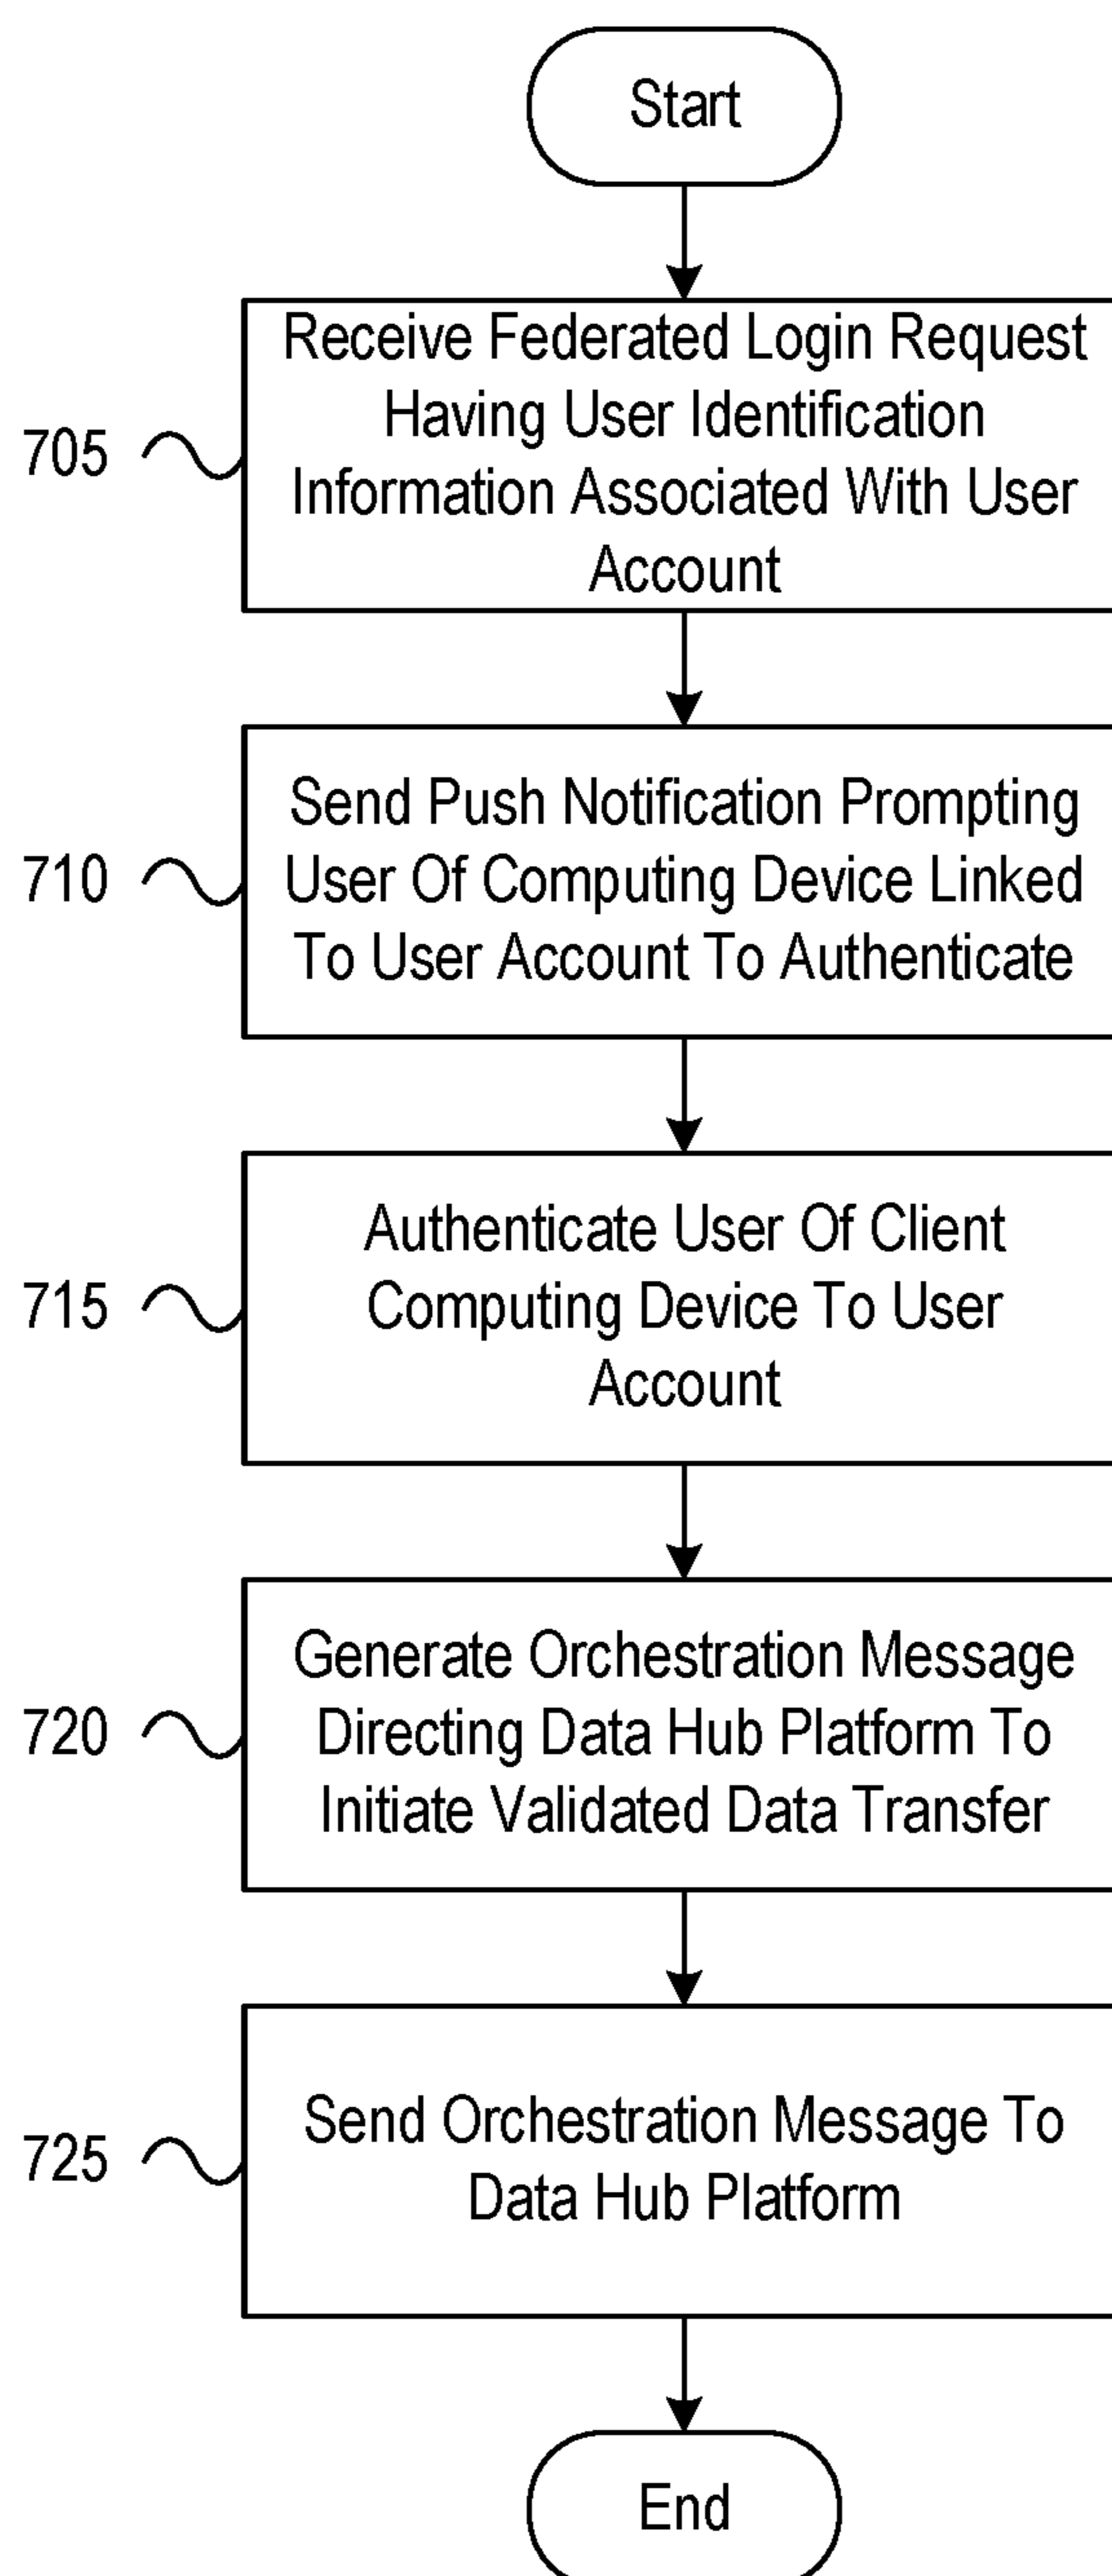 Start
Receive Federated Login Request
Having User Identification
705
Information Associated With User
Account
Send Push Notification Prompting
710
User Of Computing Device Linked
To User Account To Authenticate
Authenticate User Of Client
715
Computing Device To User
Account
Generate Orchestration Message
720
Directing Data Hub Platform To
Initiate Validated Data Transfer
Send Orchestration Message To
725
Data Hub Platform
End